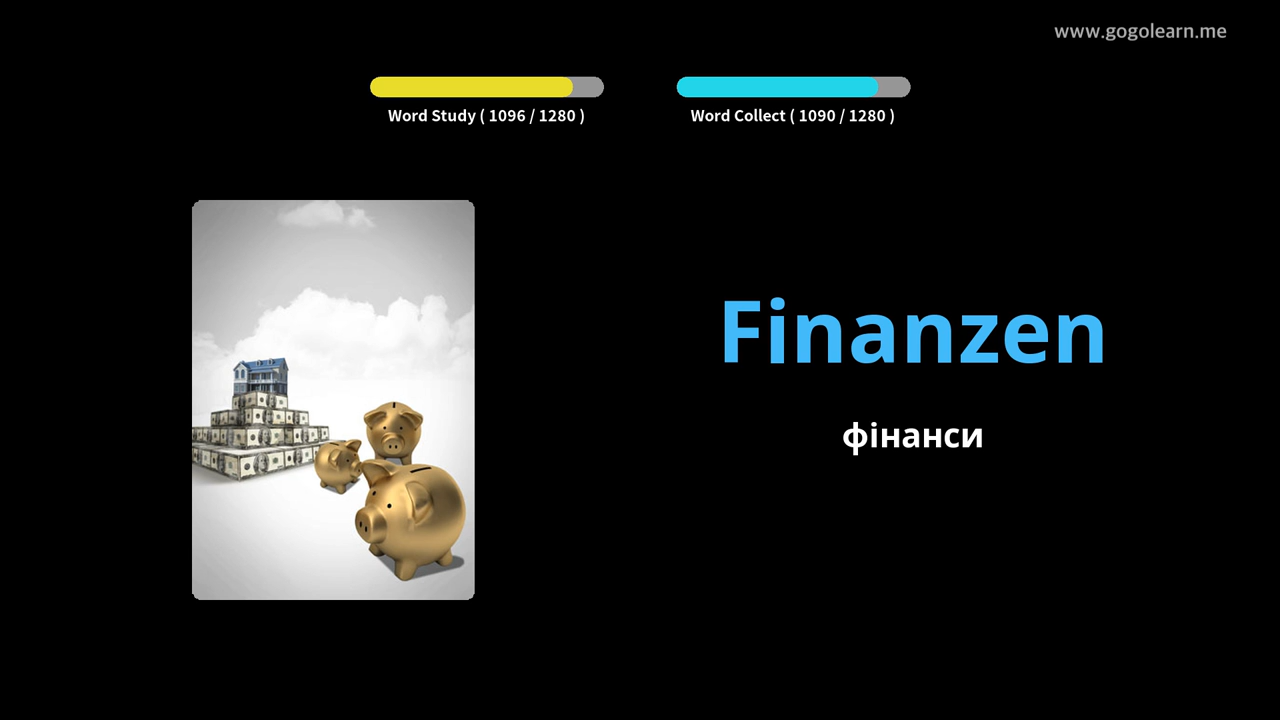 www.gogolearn.me
Word Study ( 1096 / 1280 )
Word Collect ( 1090 / 1280 )
Finanzen
фінанси